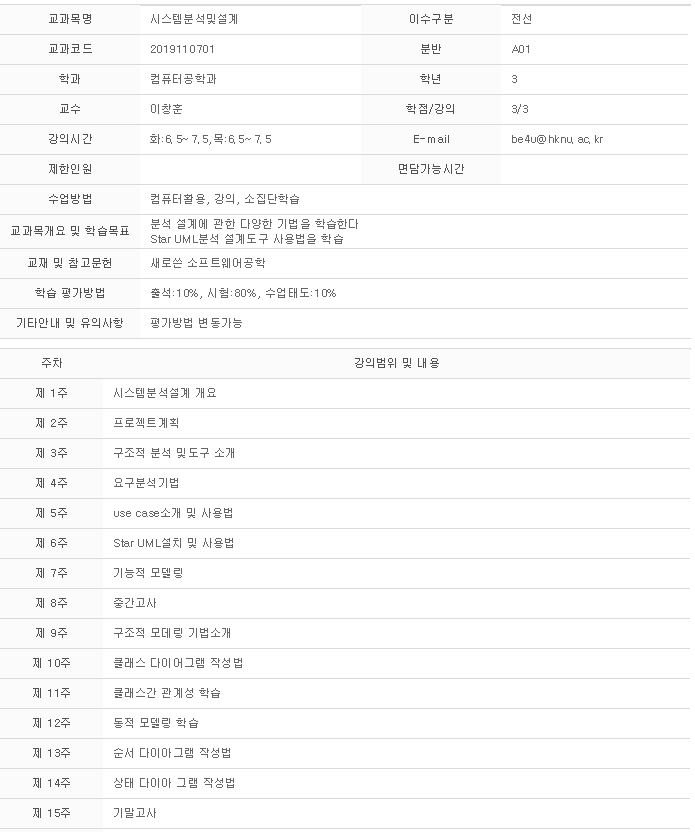 교과목명 시스템분석및설계 이수구분 전선
교과코드 2019110701 분반 A01
학과 컴퓨터공학과 학년 3
교수 이창훈 학점/강의 3/3
강의시간 화:6.5~7.5,목:6.5~7.5 E-mail be4u@hknu.ac.kr
제한인원 면담가능시간
수업방법 컴퓨터활용, 강의, 소집단학습
교과목개요 및 학습목표 분석 설계에 관한 다양한 기법을 학습한다
Star UML분석 설계도구 사용법을 학습
교재 및 참고문헌 새로쓴 소프트웨어공학
학습 평가방법 출석:10%, 시험:80%, 수업태도:10%
기타안내 및 유의사항 평가방법 변동가능
주차 강의범위 및 내용
제 1주 시스템분석설계 개요
제 2주 프로젝트계획
제 3주 구조적 분석 및도구 소개
제 4주 요구분석기법
제 5주 use case소개 및 사용법
제 6주 Star UML설치 및 사용법
제 7주 기능적 모델링
제 8주 중간고사
제 9주 구조적 모데링 기법소개
제 10주 클래스 다이어그램 작성법
제 11주 클래스간 관계성 학습
제 12주 동적 모델링 학습
제 13주 순서 다이아그램 작성법
제 14주 상태 다이아 그램 작성법
제 15주 기말고사